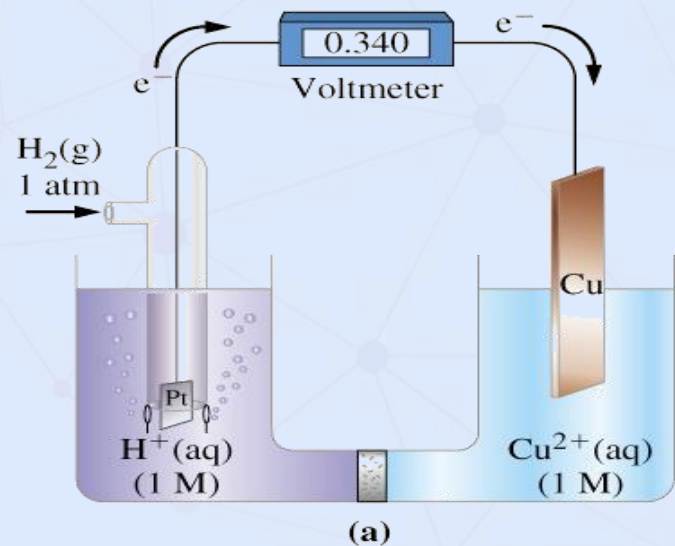 e⁻
0.340
e⁻
Voltmeter
H₂(g)
1 atm
Cu
Pt
H⁺(aq)
(1 M)
Cu²⁺(aq)
(1 M)
(a)